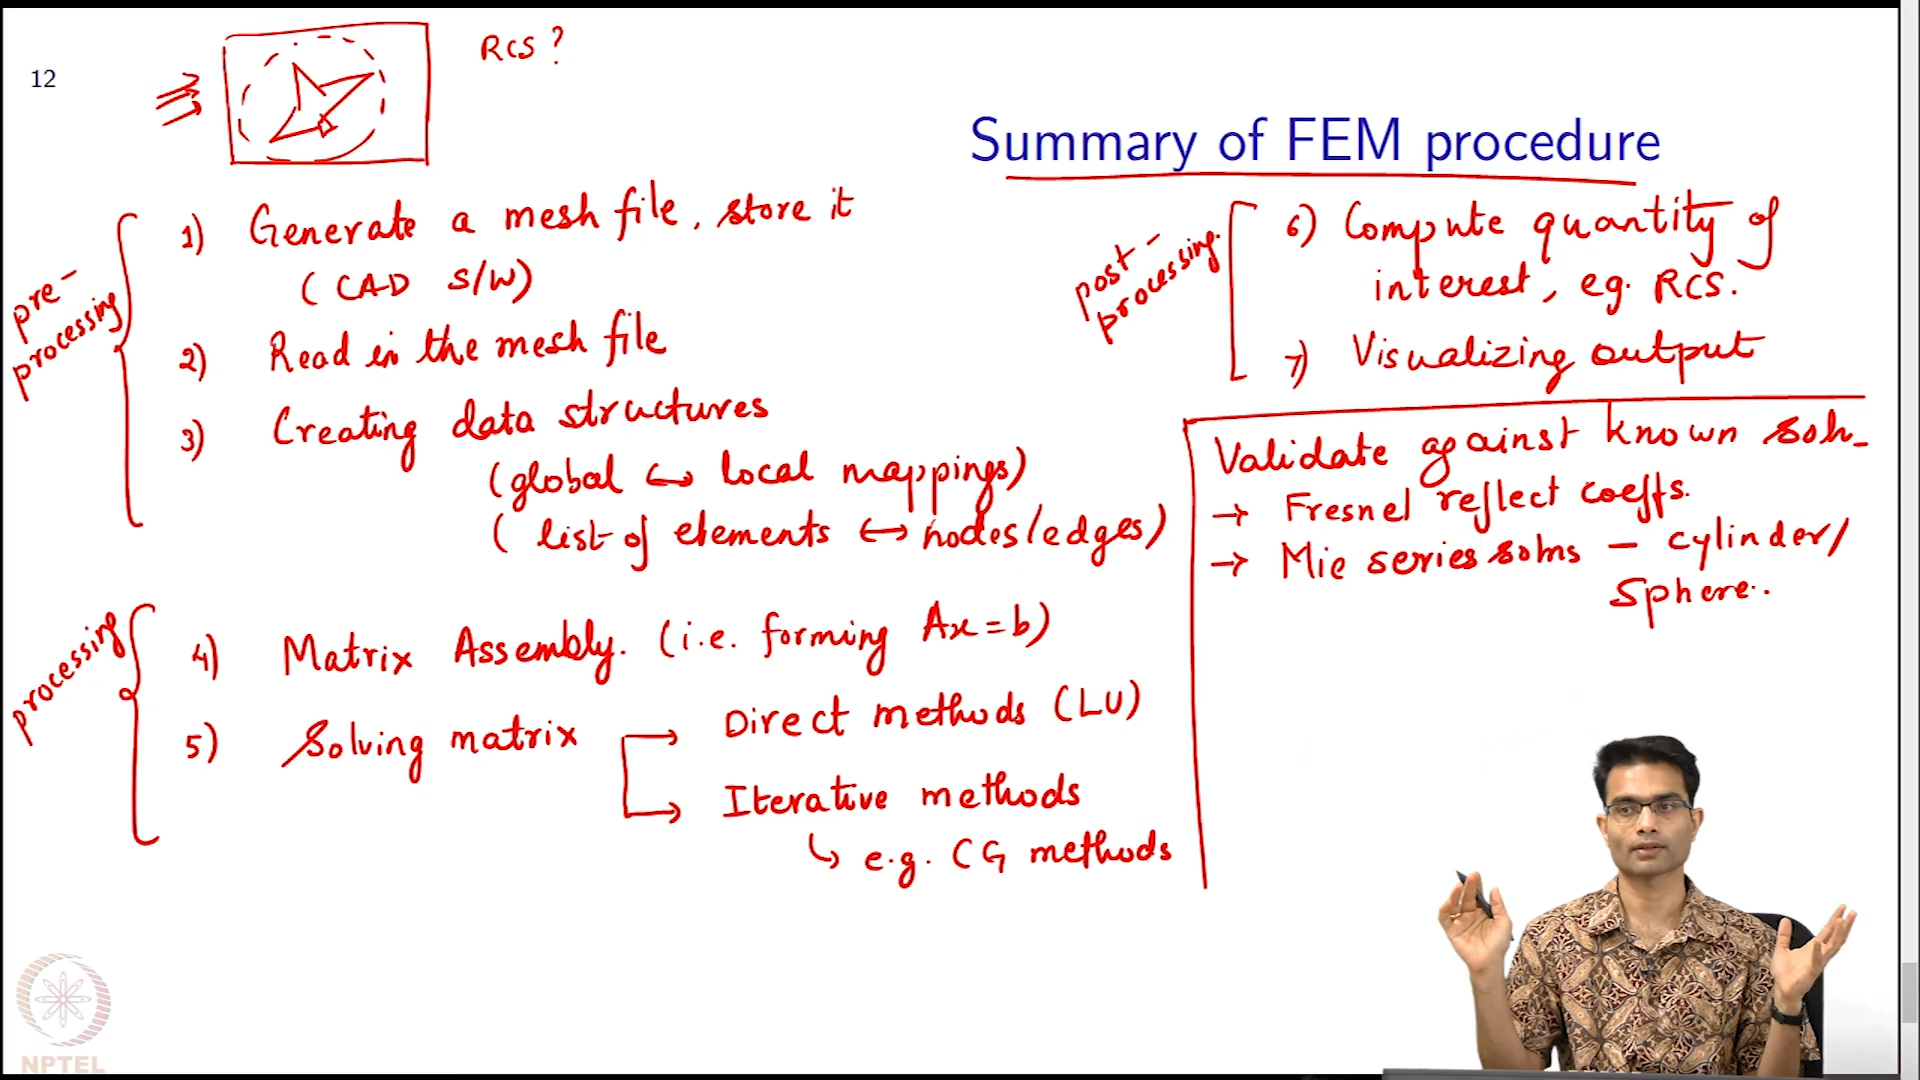 12
RCS ?
Summary of FEM procedure
pre-
processing
1) Generate a mesh file, store it
(CAD S/W)
2) Read in the mesh file
3) Creating data structures
(global ↔ local mappings)
( list of elements ↔ nodes/edges)
processing
4) Matrix Assembly. (i.e. forming Ax=b)
5) Solving matrix
→ Direct methods (LU)
→ Iterative methods
↳ e.g. CG methods
post-
processing.
6) Compute quantity of
interest, eg. RCS.
7) Visualizing output
Validate against known soln_
→ Fresnel reflect coeffs.
→ Mie series solns – cylinder/
Sphere..
NPTEL